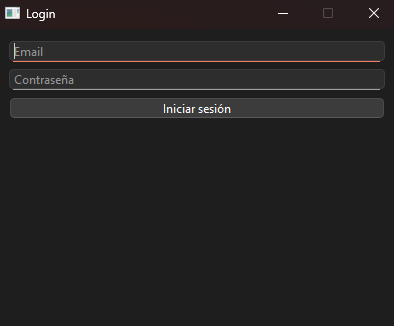 Login
Email
Contraseña
Iniciar sesión